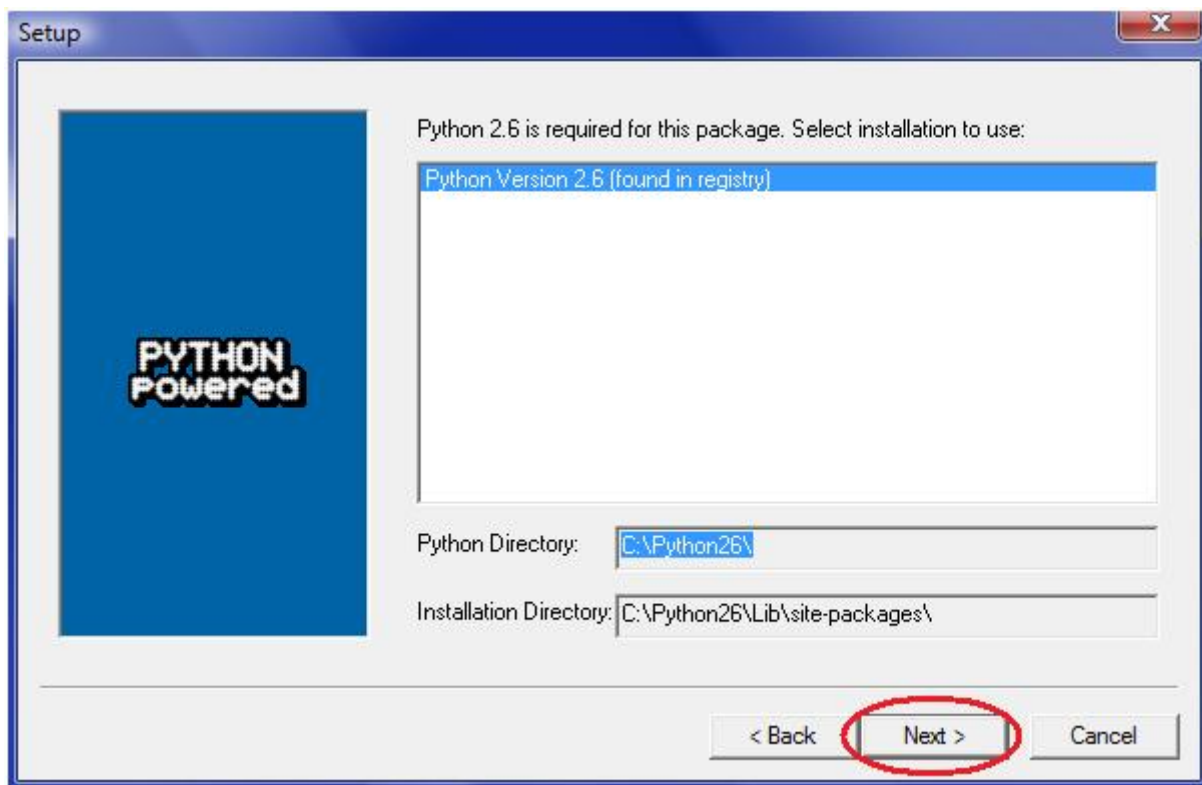 Setup
X
Python 2.6 is required for this package. Select installation to use:
Python Version 2.6 (found in registry)
PYTHON
powered
Python Directory: C:\Python26\
Installation Directory: C:\Python26\Lib\site-packages\
< Back Next > Cancel